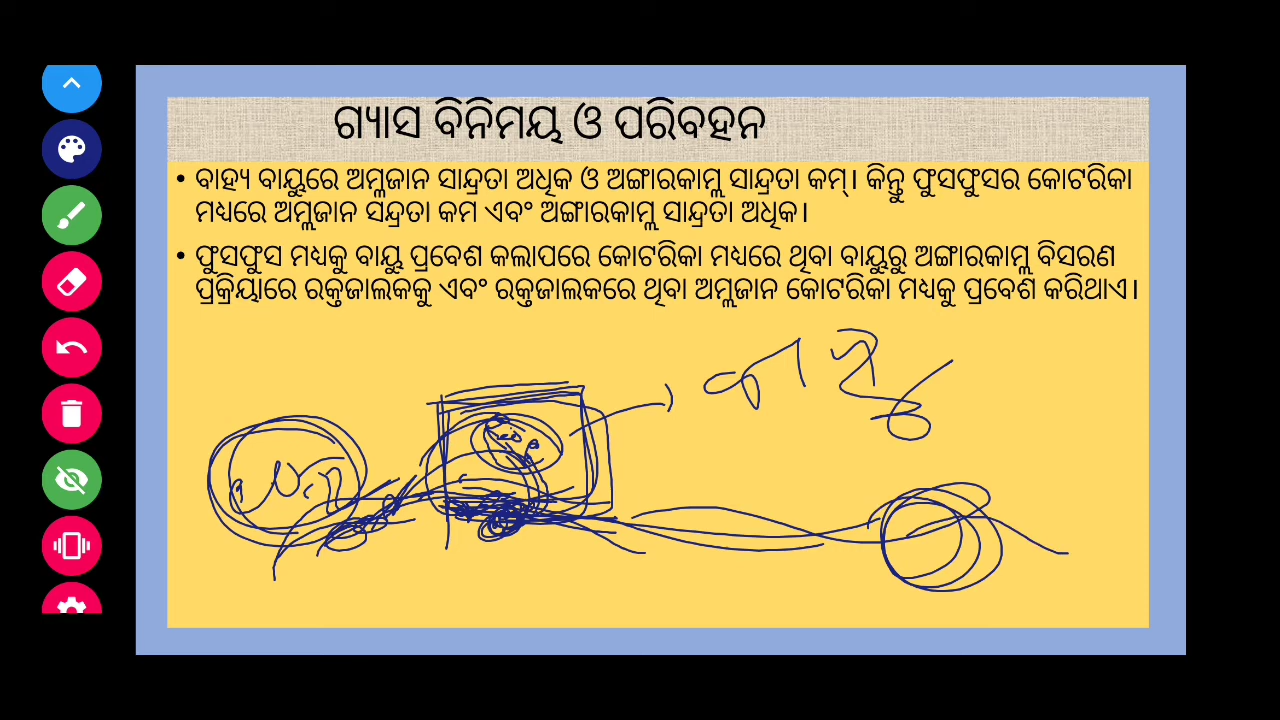 ଗ୍ୟାସ ବିନିମୟ ଓ ପରିବହନ
• ବାହ୍ୟ ବାୟୁରେ ଅମ୍ଳଜାନ ସାନ୍ଦ୍ରତା ଅଧିକ ଓ ଅଙ୍ଗାରକାମ୍ଳ ସାନ୍ଦ୍ରତା କମ୍। କିନ୍ତୁ ଫୁସଫୁସର କୋଟରିକା
ମଧ୍ୟରେ ଅମ୍ଳଜାନ ସନ୍ଦ୍ରତା କମ ଏବଂ ଅଙ୍ଗାରକାମ୍ଳ ସାନ୍ଦ୍ରତା ଅଧିକ।
• ଫୁସଫୁସ ମଧ୍ୟକୁ ବାୟୁ ପ୍ରବେଶ କଲାପରେ କୋଟରିକା ମଧ୍ୟରେ ଥିବା ବାୟୁରୁ ଅଙ୍ଗାରକାମ୍ଳ ବିସରଣ
ପ୍ରକ୍ରିୟାରେ ରକ୍ତଜାଲକକୁ ଏବଂ ରକ୍ତଜାଲକରେ ଥିବା ଅମ୍ଳଜାନ କୋଟରିକା ମଧ୍ୟକୁ ପ୍ରବେଶ କରିଥାଏ।